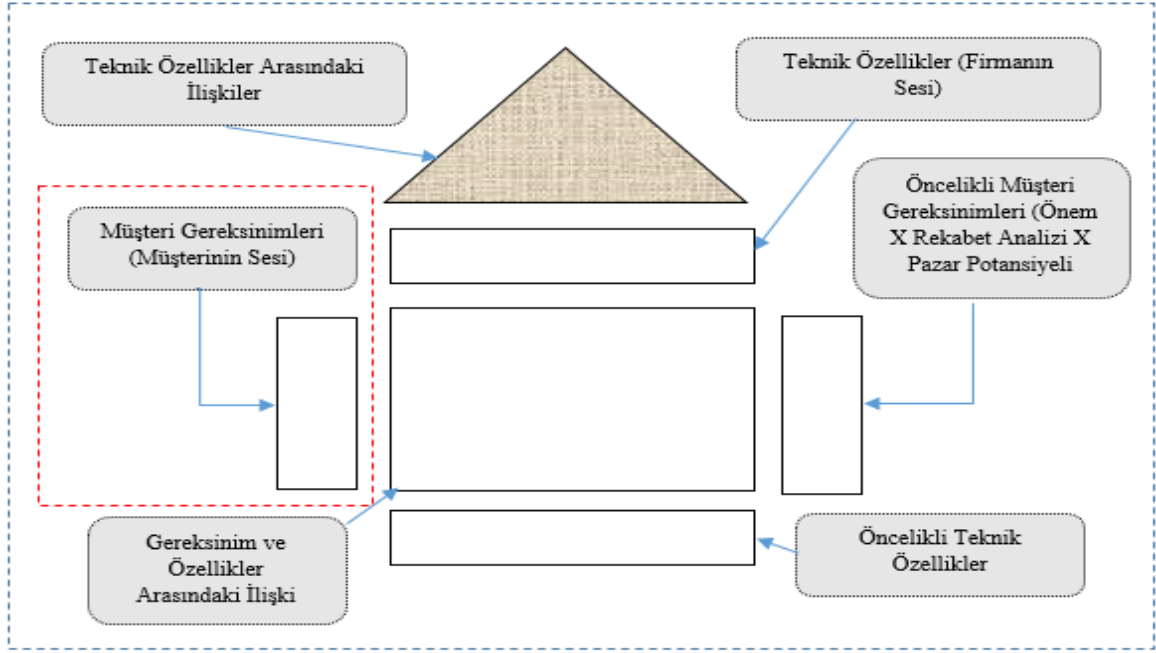 Teknik Özellikler Arasındaki
İlişkiler
Teknik Özellikler (Firmanın
Sesi)
Müşteri Gereksinimleri
(Müşterinin Sesi)
Öncelikli Müşteri
Gereksinimleri (Önem
X Rekabet Analizi X
Pazar Potansiyeli
Gereksinim ve
Özellikler
Arasındaki İlişki
Öncelikli Teknik
Özellikler